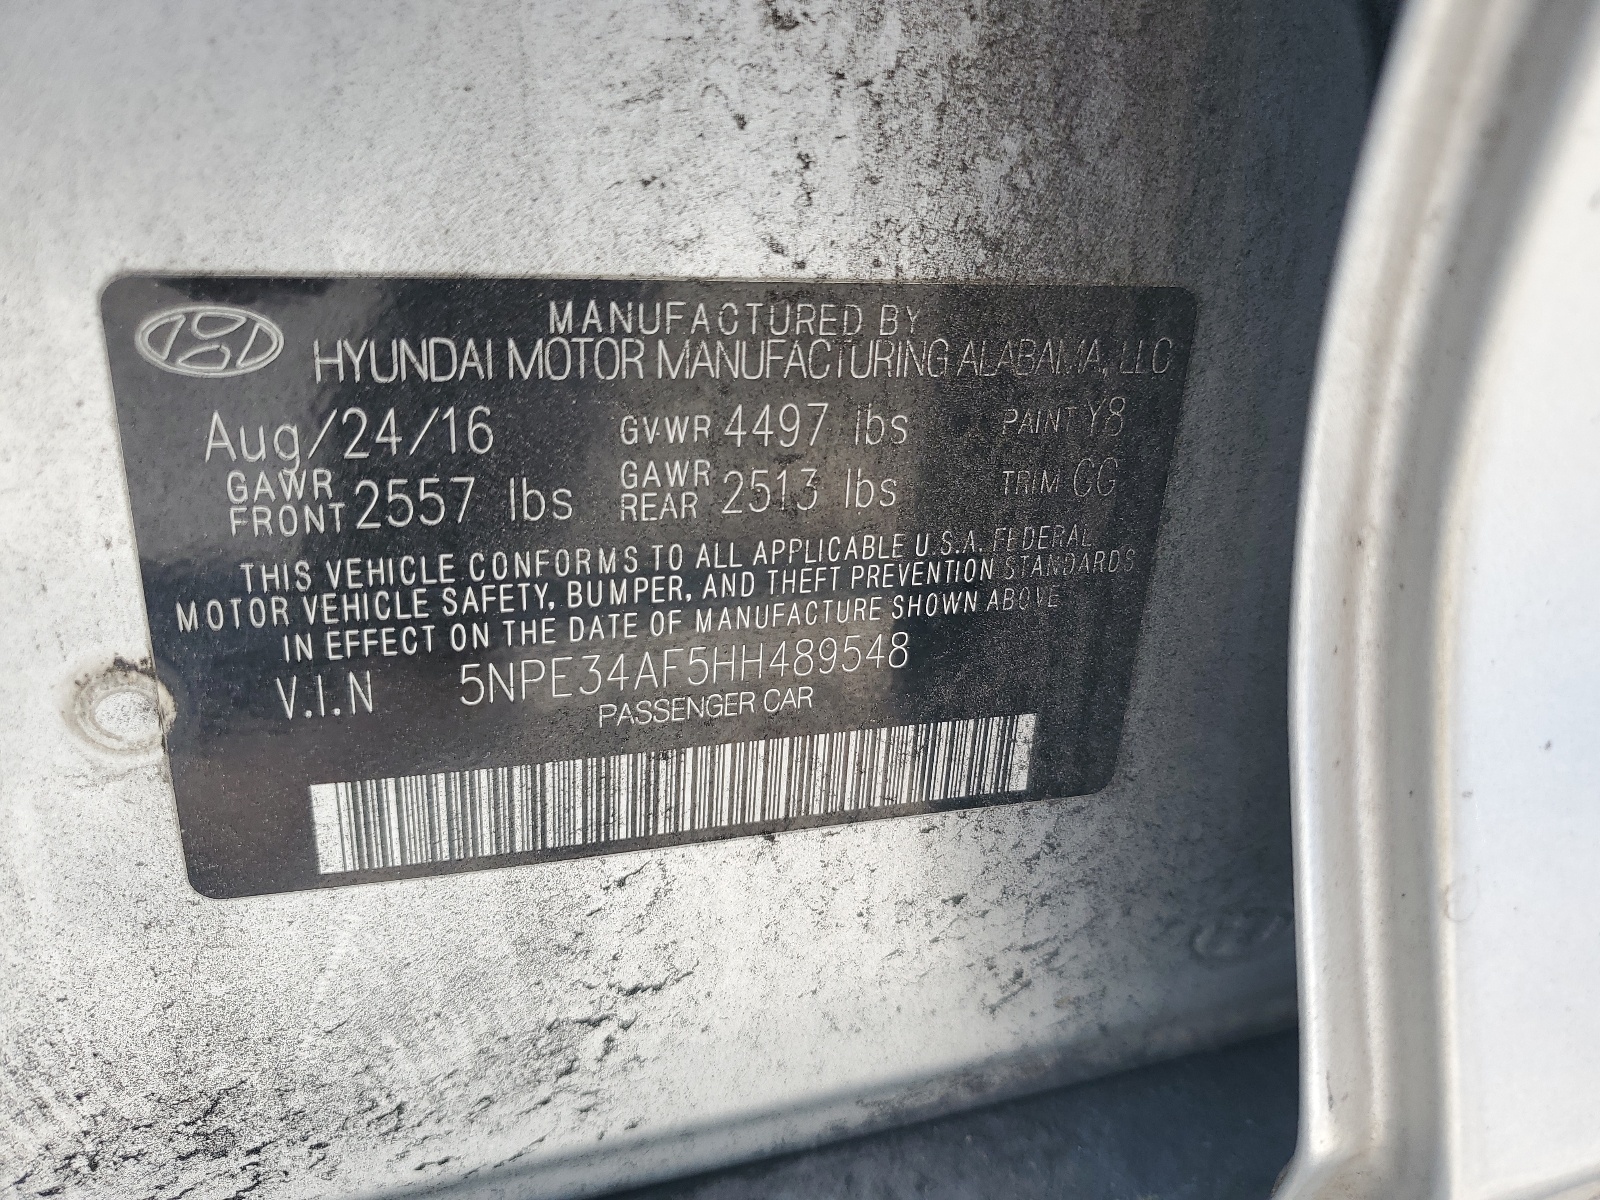 MANUFACTURED BY
HYUNDAI MOTOR MANUFACTURING ALABAMA, LLC
Aug/24/16 GVWR 4497 lbs PAINT Y8
GAWR FRONT 2557 lbs GAWR REAR 2513 lbs TRIM GG
THIS VEHICLE CONFORMS TO ALL APPLICABLE U.S.A. FEDERAL
MOTOR VEHICLE SAFETY, BUMPER, AND THEFT PREVENTION STANDARDS
IN EFFECT ON THE DATE OF MANUFACTURE SHOWN ABOVE
V.I.N 5NPE34AF5HH489548
PASSENGER CAR